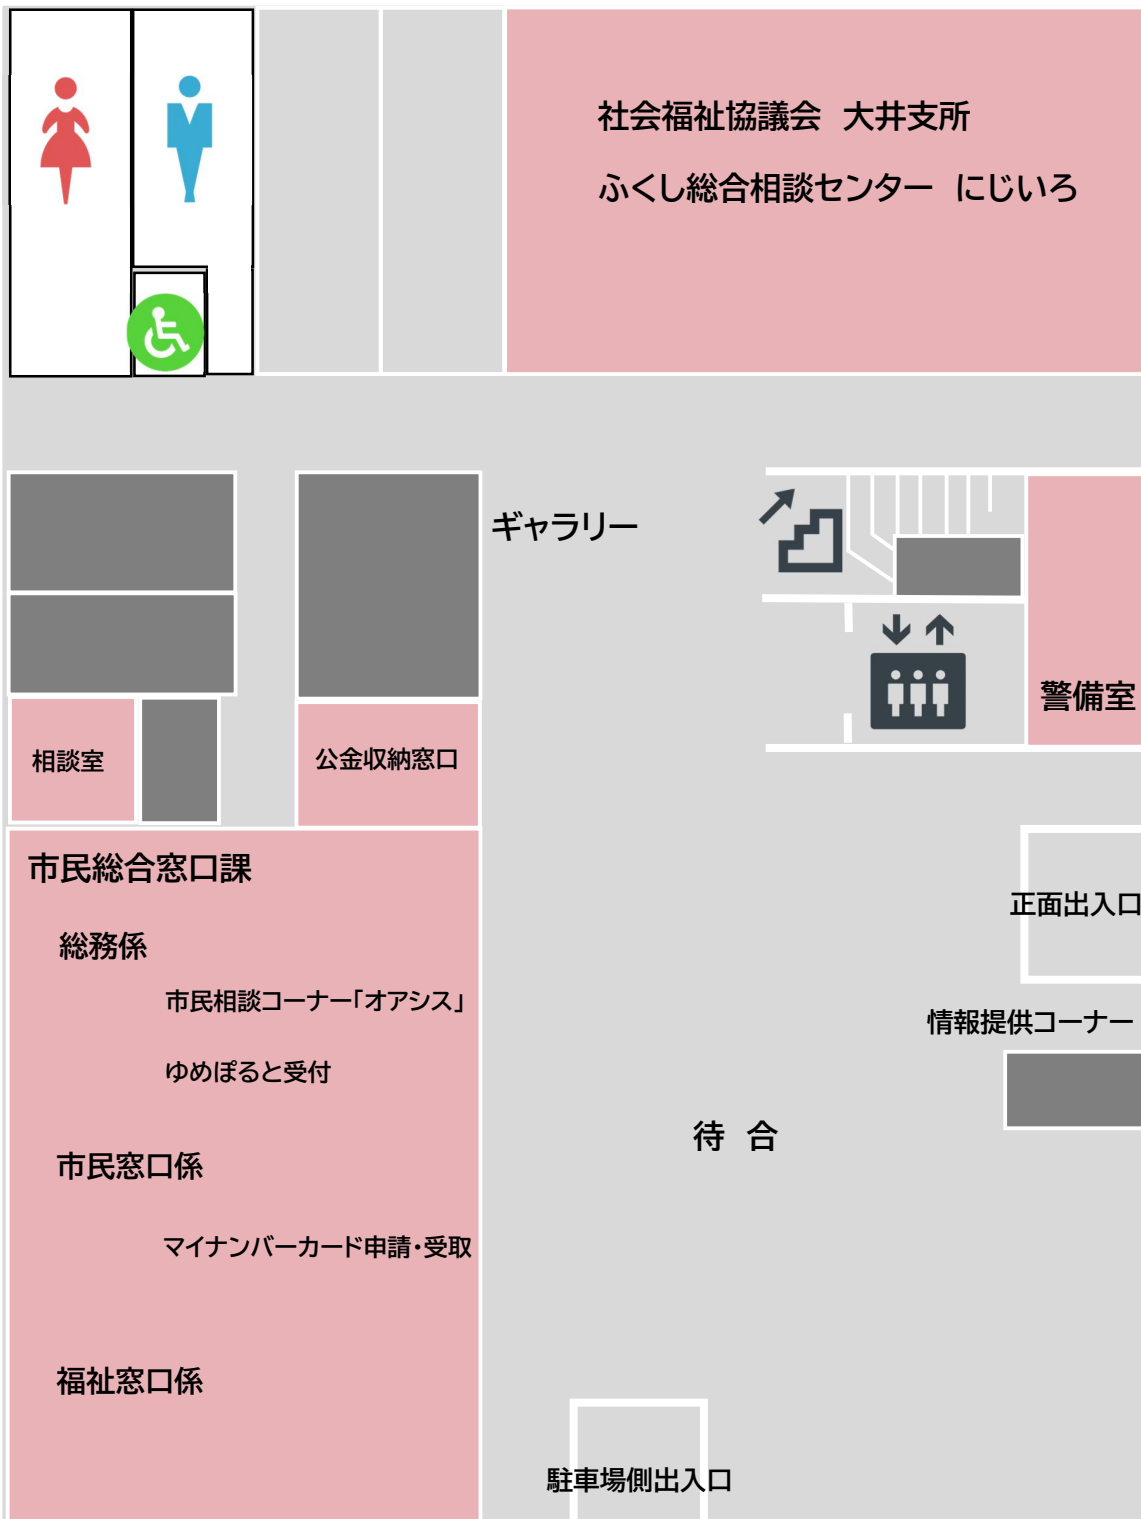 社会福祉協議会 大井支所
ふくし総合相談センター にじいろ
ギャラリー
警備室
相談室
公金収納窓口
市民総合窓口課
正面出入口
総務係
市民相談コーナー「オアシス」
情報提供コーナー
ゆめぽると受付
待 合
市民窓口係
マイナンバーカード申請・受取
福祉窓口係
駐車場側出入口